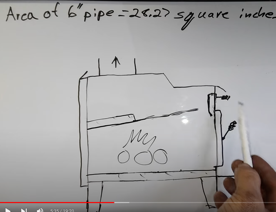 Area of 6" pipe = 28.27 square inches